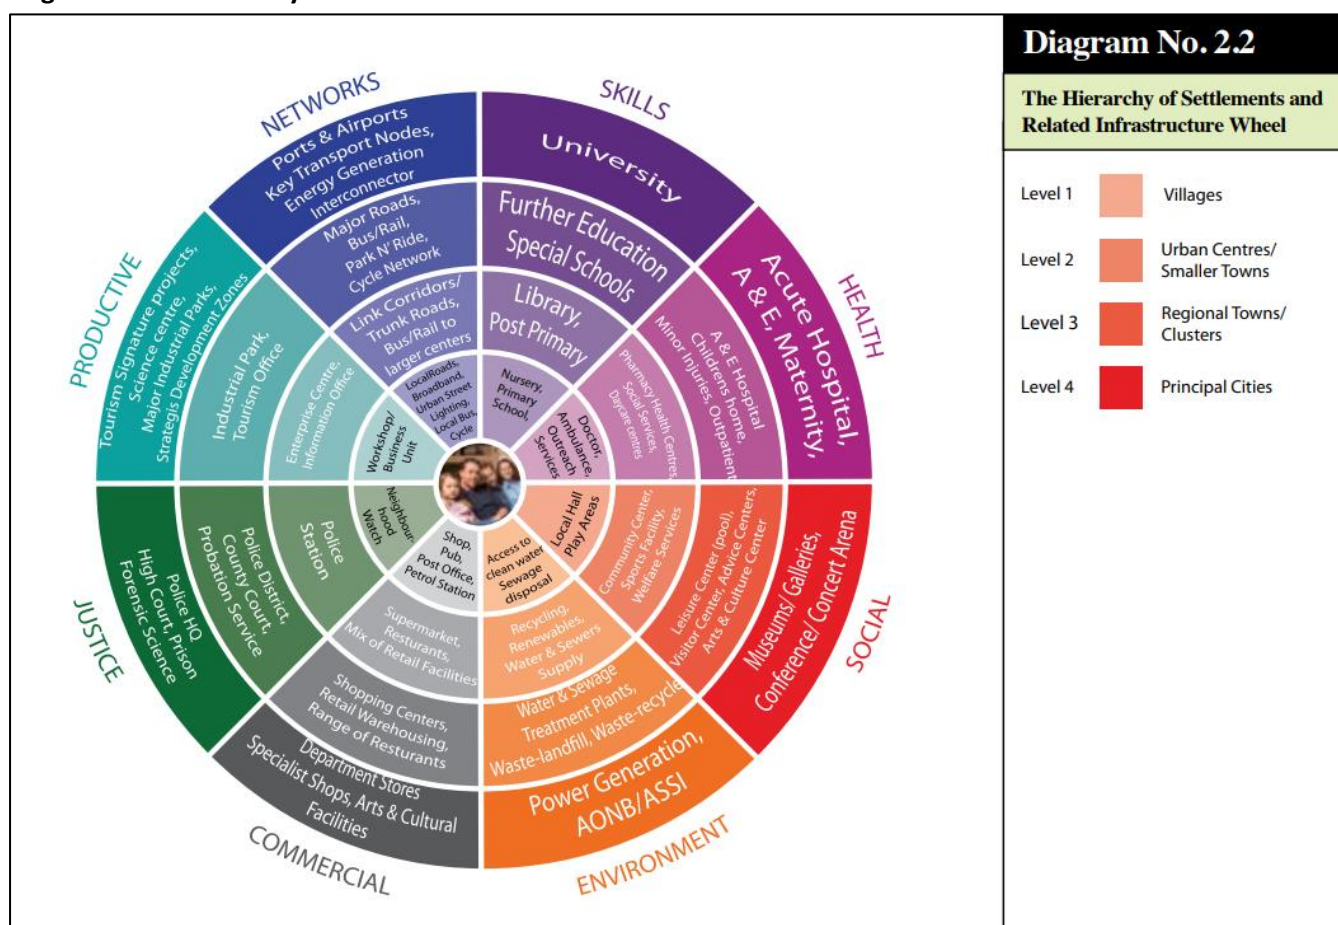 Diagram No. 2.2
The Hierarchy of Settlements and
Related Infrastructure Wheel
Level 1
Villages
Level 2
Urban Centres/
Smaller Towns
Level 3
Regional Towns/
Clusters
Level 4
Principal Cities
NETWORKS
Ports & Airports
Key Transport Nodes,
Energy Generation
Interconnector
Major Roads,
Bus/Rail,
Park N' Ride,
Cycle Network
Link Corridors/
Trunk Roads,
Bus/Rail to
larger centers
LocalRoads,
Broadband,
Urban Street
Lighting,
Local Bus,
Cycle
SKILLS
University
Further Education
Special Schools
Library,
Post Primary
Nursery,
Primary
School,
HEALTH
Acute Hospital,
A & E, Maternity,
A & E Hospital
Childrens home,
Minor Injuries, Outpatient
Pharmacy Health Centres,
Social Services,
Daycare centres
Doctor,
Ambulance,
Outreach
Services
SOCIAL
Museums/ Galleries,
Conference/ Concert Arena
Leisure Center (pool),
Visitor Center, Advice Centers,
Arts & Culture Center
Community Center,
Sports Facility,
Welfare Services
Local Hall
Play Areas
ENVIRONMENT
Power Generation,
AONB/ASSI
Water & Sewage
Treatment Plants,
Waste-landfill, Waste-recycle
Recycling,
Renewables,
Water & Sewers
Supply
Access to
clean water
Sewage
disposal
COMMERCIAL
Department Stores
Specialist Shops, Arts & Cultural
Facilities
Shopping Centers,
Retail Warehousing,
Range of Resturants
Supermarket,
Resturants,
Mix of Retail Facilities
Shop,
Pub,
Post Office,
Petrol Station
JUSTICE
Police HQ
High Court, Prison
Forensic Science
Police District,
County Court,
Probation Service
Police
Station
Neighbour-
hood
Watch
PRODUCTIVE
Tourism Signature projects,
Science centre,
Major Industrial Parks,
Strategis Development Zones
Industrial Park,
Tourism Office
Enterprise Centre,
Information Office
Workshop/
Business
Unit